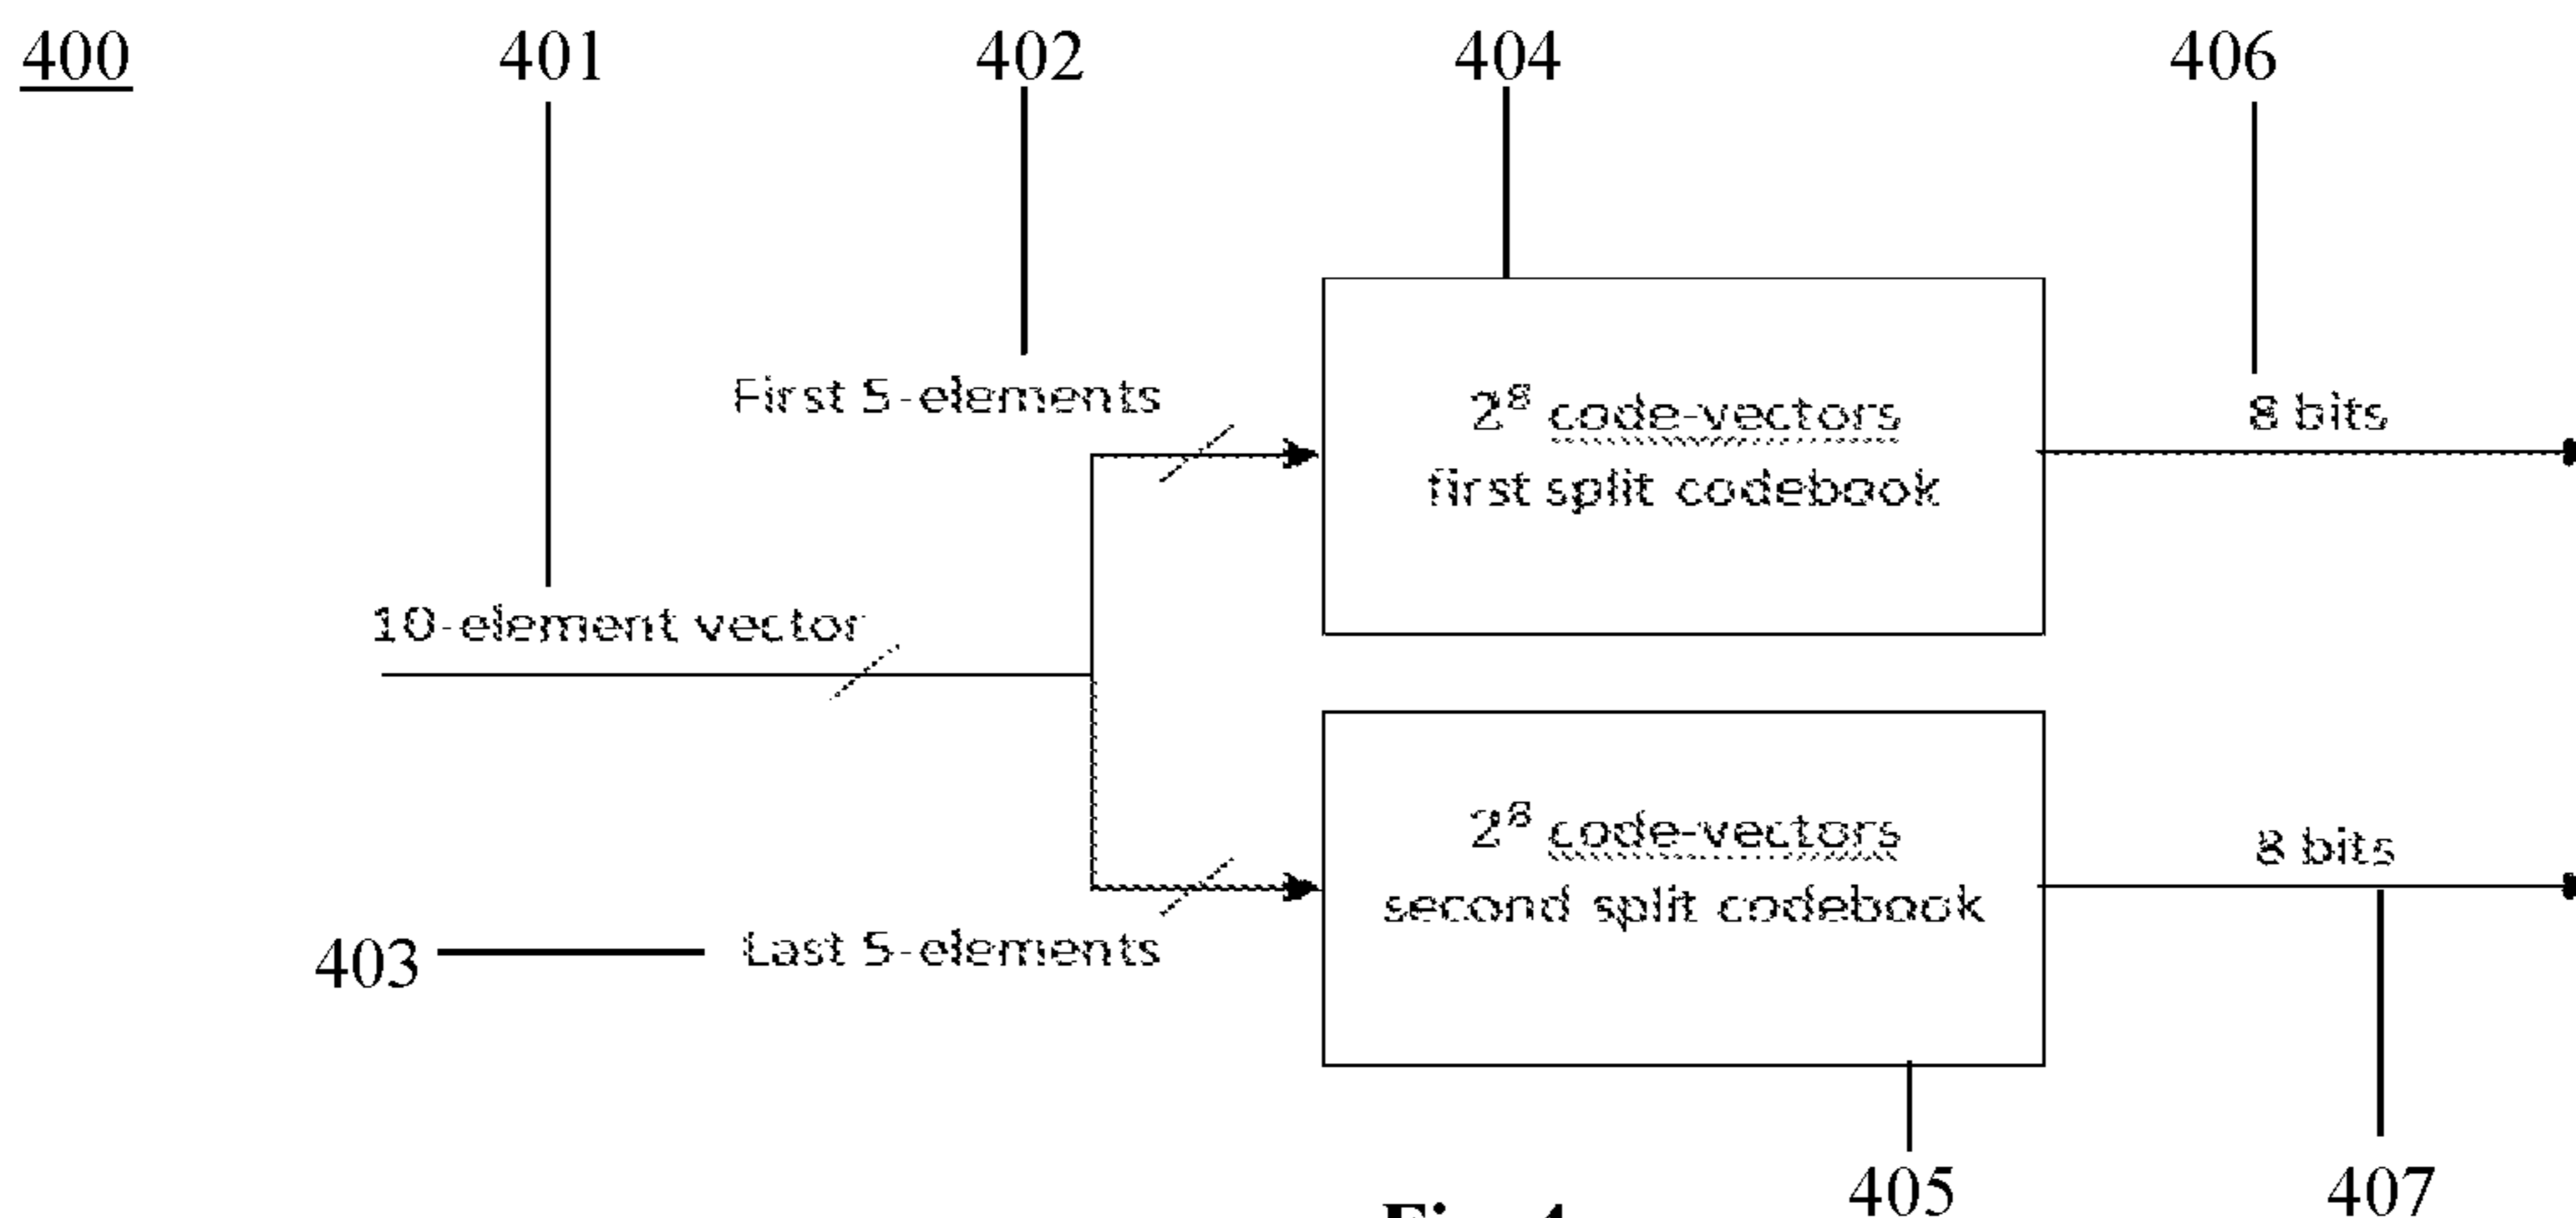 400 401 402 404 406
First 5-elements
2⁸ code-vectors
first split codebook
8 bits
10-element vector
2⁸ code-vectors
second split codebook
8 bits
403 Last 5-elements
405 407